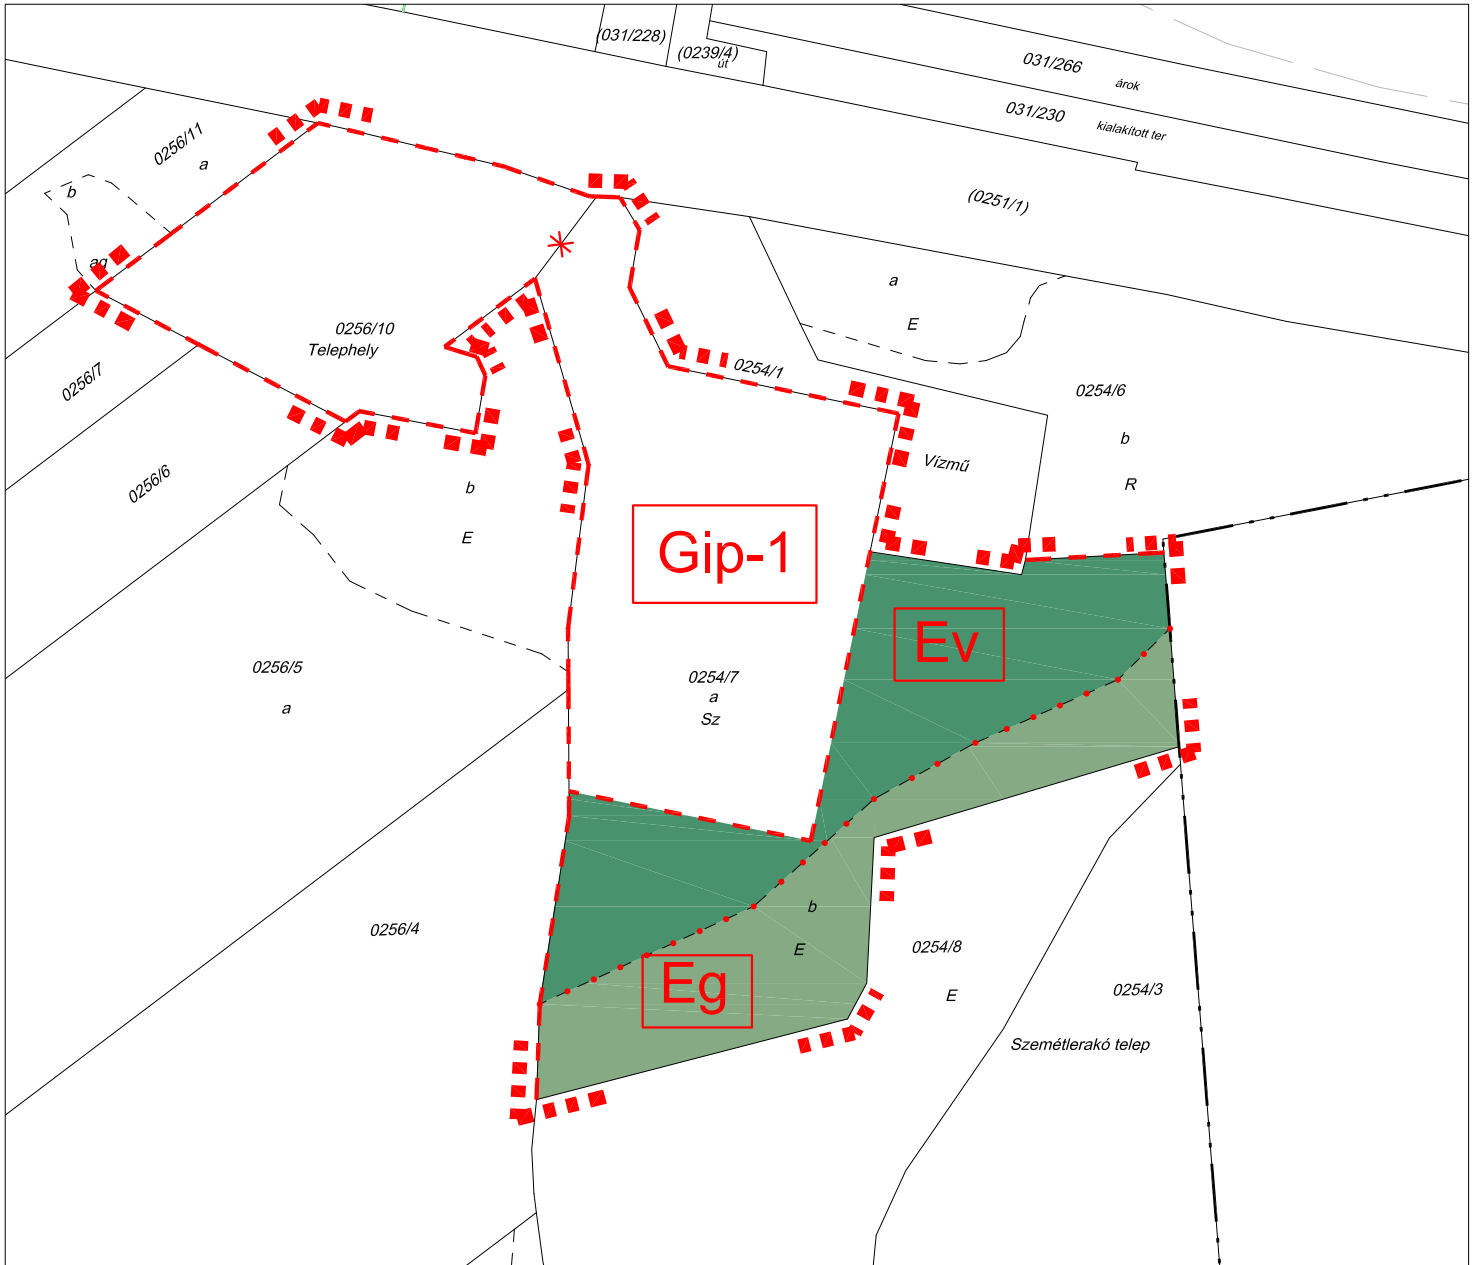 (031/228)
(0239/4)
út
031/266
árok
031/230
kialakított ter
0256/11
a
b
ag
(0251/1)
a
E
0256/10
Telephely
0254/1
0256/7
0254/6
b
R
Vízmű
0256/6
b
E
Gip-1
Ev
0256/5
a
0254/7
a
Sz
0256/4
b
E
Eg
0254/8
E
0254/3
Szemétlerakó telep